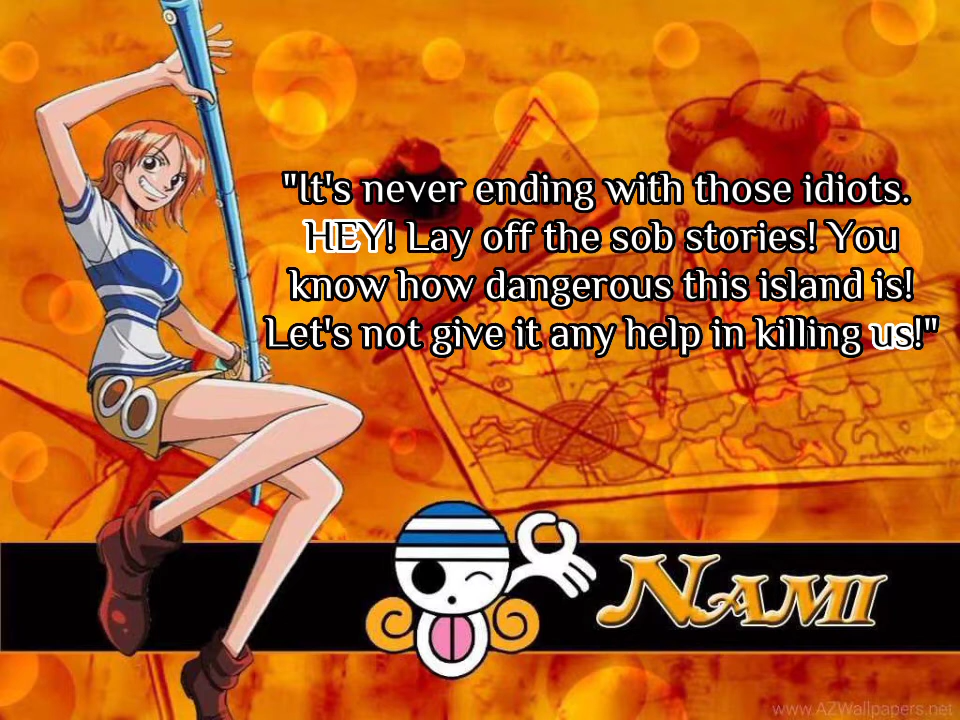 "It's never ending with those idiots.
HEY! Lay off the sob stories! You
know how dangerous this island is!
Let's not give it any help in killing us!"
NAMI
www.AZWallpapers.net